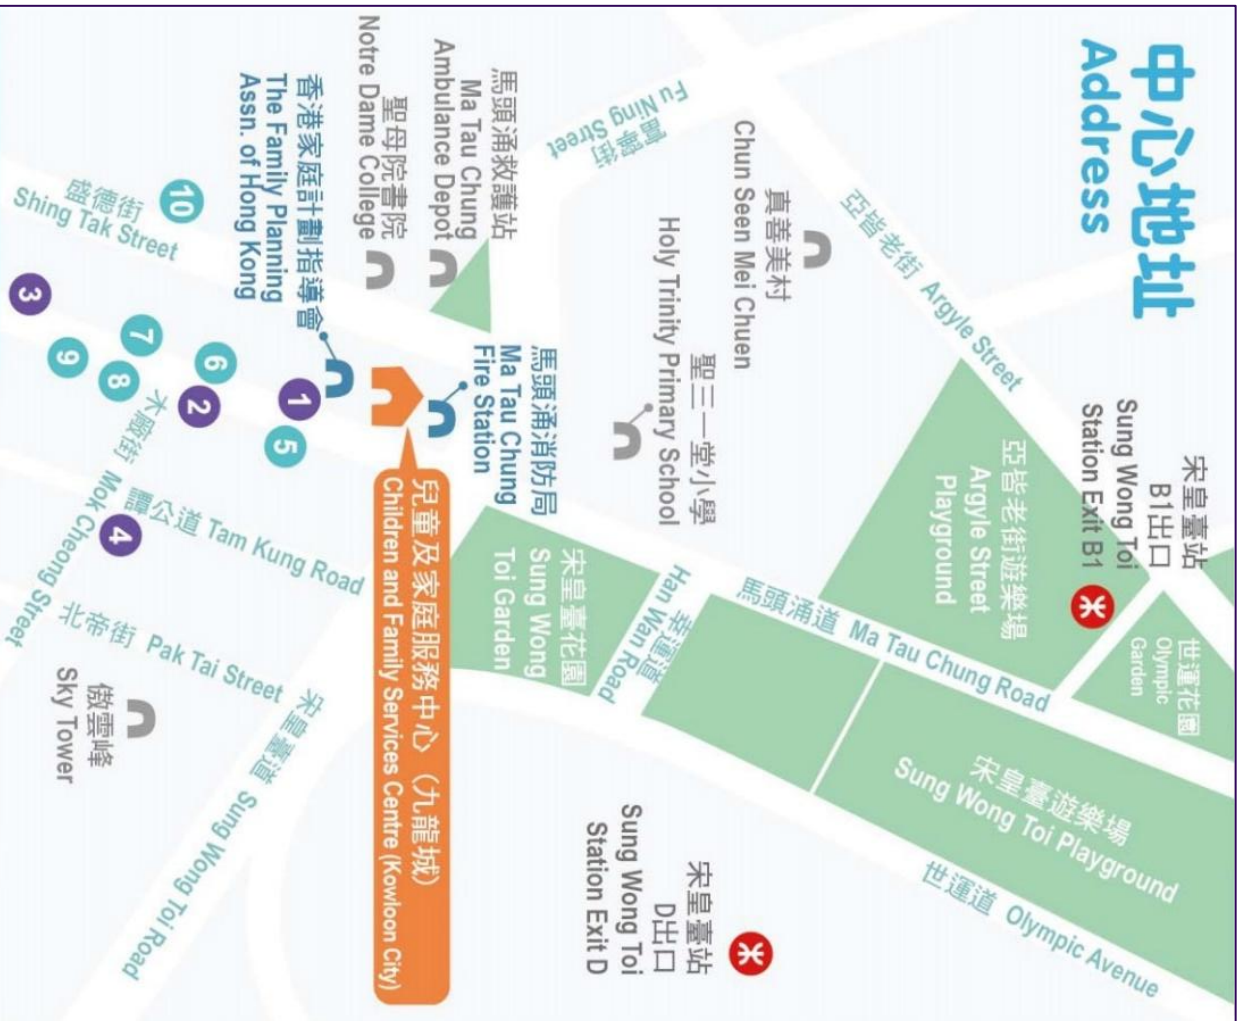 中心地址
Address
宋皇臺站
B1出口
Sung Wong Toi
Station Exit B1
世運花園
Olympic
Garden
亞皆老街 Argyle Street
亞皆老街遊樂場
Argyle Street
Playground
宋皇臺遊樂場
Sung Wong Toi Playground
馬頭涌道 Ma Tau Chung Road
世運道 Olympic Avenue
真善美村
Chun Seen Mei Chuen
聖三一堂小學
Holy Trinity Primary School
富寧街
Fu Ning Street
幸運道
Han Wan Road
宋皇臺站
D出口
Sung Wong Toi
Station Exit D
馬頭涌救護站
Ma Tau Chung
Ambulance Depot
聖母院書院
Notre Dame College
馬頭涌消防局
Ma Tau Chung
Fire Station
宋皇臺花園
Sung Wong
Toi Garden
香港家庭計劃指導會
The Family Planning
Assn. of Hong Kong
兒童及家庭服務中心（九龍城）
Children and Family Services Centre (Kowloon City)
盛德街
Shing Tak Street
10
3
7
6
9
8
2
1
5
4
木廠街 Mok Cheong Street
譚公道 Tam Kung Road
北帝街 Pak Tai Street
宋皇臺道 Sung Wong Toi Road
傲雲峰
Sky Tower